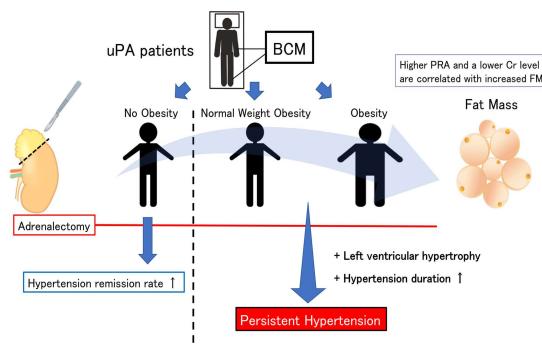 uPA patients
BCM
Higher PRA and a lower Cr level
are correlated with increased FM
Fat Mass
No Obesity
Normal Weight Obesity
Obesity
Adrenalectomy
Hypertension remission rate ↑
+ Left ventricular hypertrophy
+ Hypertension duration ↑
Persistent Hypertension